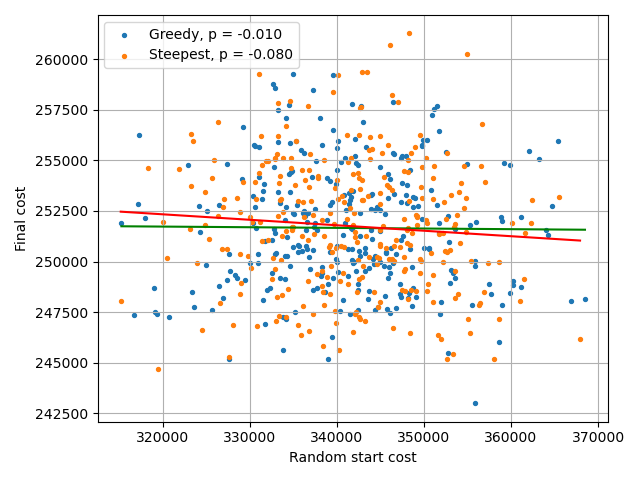 Greedy, p = -0.010
Steepest, p = -0.080
260000
257500
255000
252500
250000
247500
245000
242500
Final cost
320000 330000 340000 350000 360000 370000
Random start cost